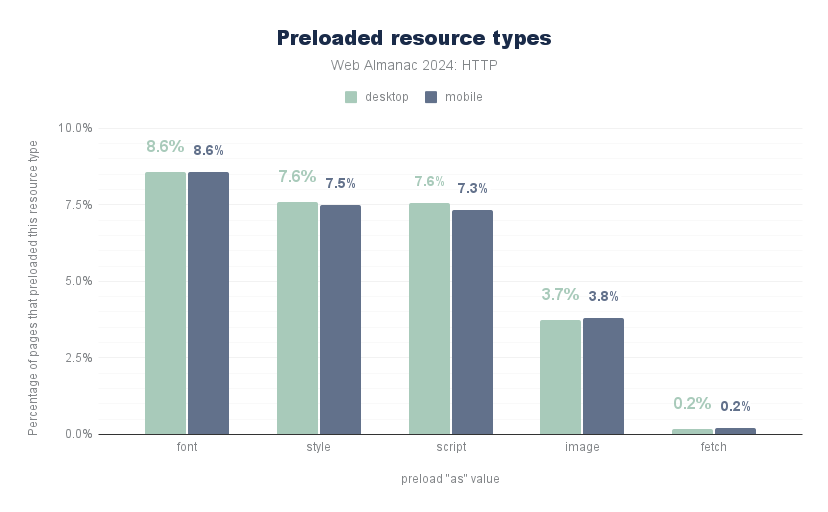 Preloaded resource types
Web Almanac 2024: HTTP
desktop mobile
Percentage of pages that preloaded this resource type
10.0%
7.5%
5.0%
2.5%
0.0%
8.6% 8.6%
7.6% 7.5%
7.6% 7.3%
3.7% 3.8%
0.2% 0.2%
font style script image fetch
preload "as" value